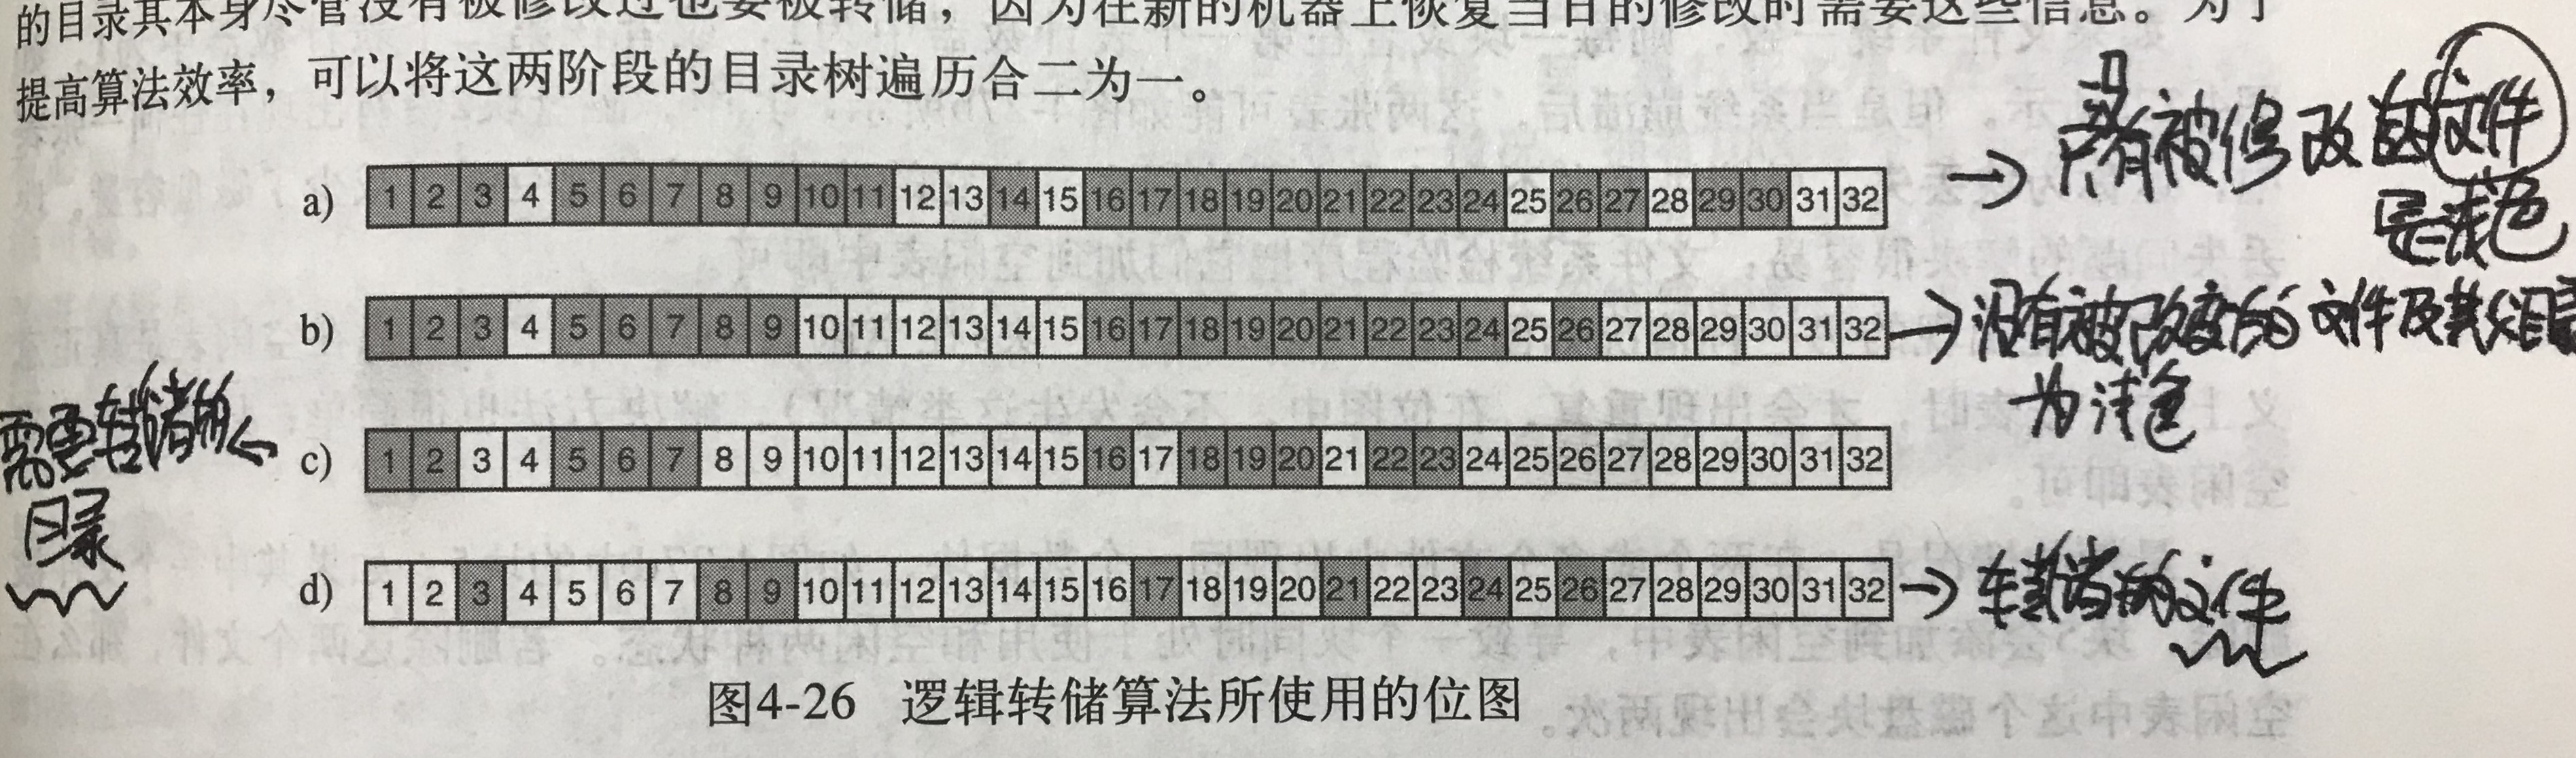 的目录其本身尽管没有被修改过也要被转储，因为在新的机器上恢复当日的修改时需要这些信息。为了
提高算法效率，可以将这两阶段的目录树遍历合二为一。
a) 1 2 3 4 5 6 7 8 9 10 11 12 13 14 15 16 17 18 19 20 21 22 23 24 25 26 27 28 29 30 31 32
→ 只有被修改的文件
是浅色
b) 1 2 3 4 5 6 7 8 9 10 11 12 13 14 15 16 17 18 19 20 21 22 23 24 25 26 27 28 29 30 31 32
→ 没有被改变的文件及其父目录
为浅色
需要转储的
目录
c) 1 2 3 4 5 6 7 8 9 10 11 12 13 14 15 16 17 18 19 20 21 22 23 24 25 26 27 28 29 30 31 32
d) 1 2 3 4 5 6 7 8 9 10 11 12 13 14 15 16 17 18 19 20 21 22 23 24 25 26 27 28 29 30 31 32
→ 转储的文件
图4-26 逻辑转储算法所使用的位图